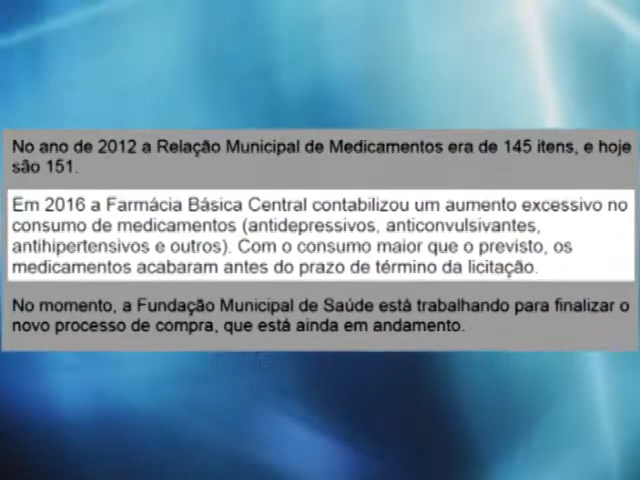 No ano de 2012 a Relação Municipal de Medicamentos era de 145 itens, e hoje
são 151.
Em 2016 a Farmácia Básica Central contabilizou um aumento excessivo no
consumo de medicamentos (antidepressivos, anticonvulsivantes,
antihipertensivos e outros). Com o consumo maior que o previsto, os
medicamentos acabaram antes do prazo de término da licitação.
No momento, a Fundação Municipal de Saúde está trabalhando para finalizar o
novo processo de compra, que está ainda em andamento.